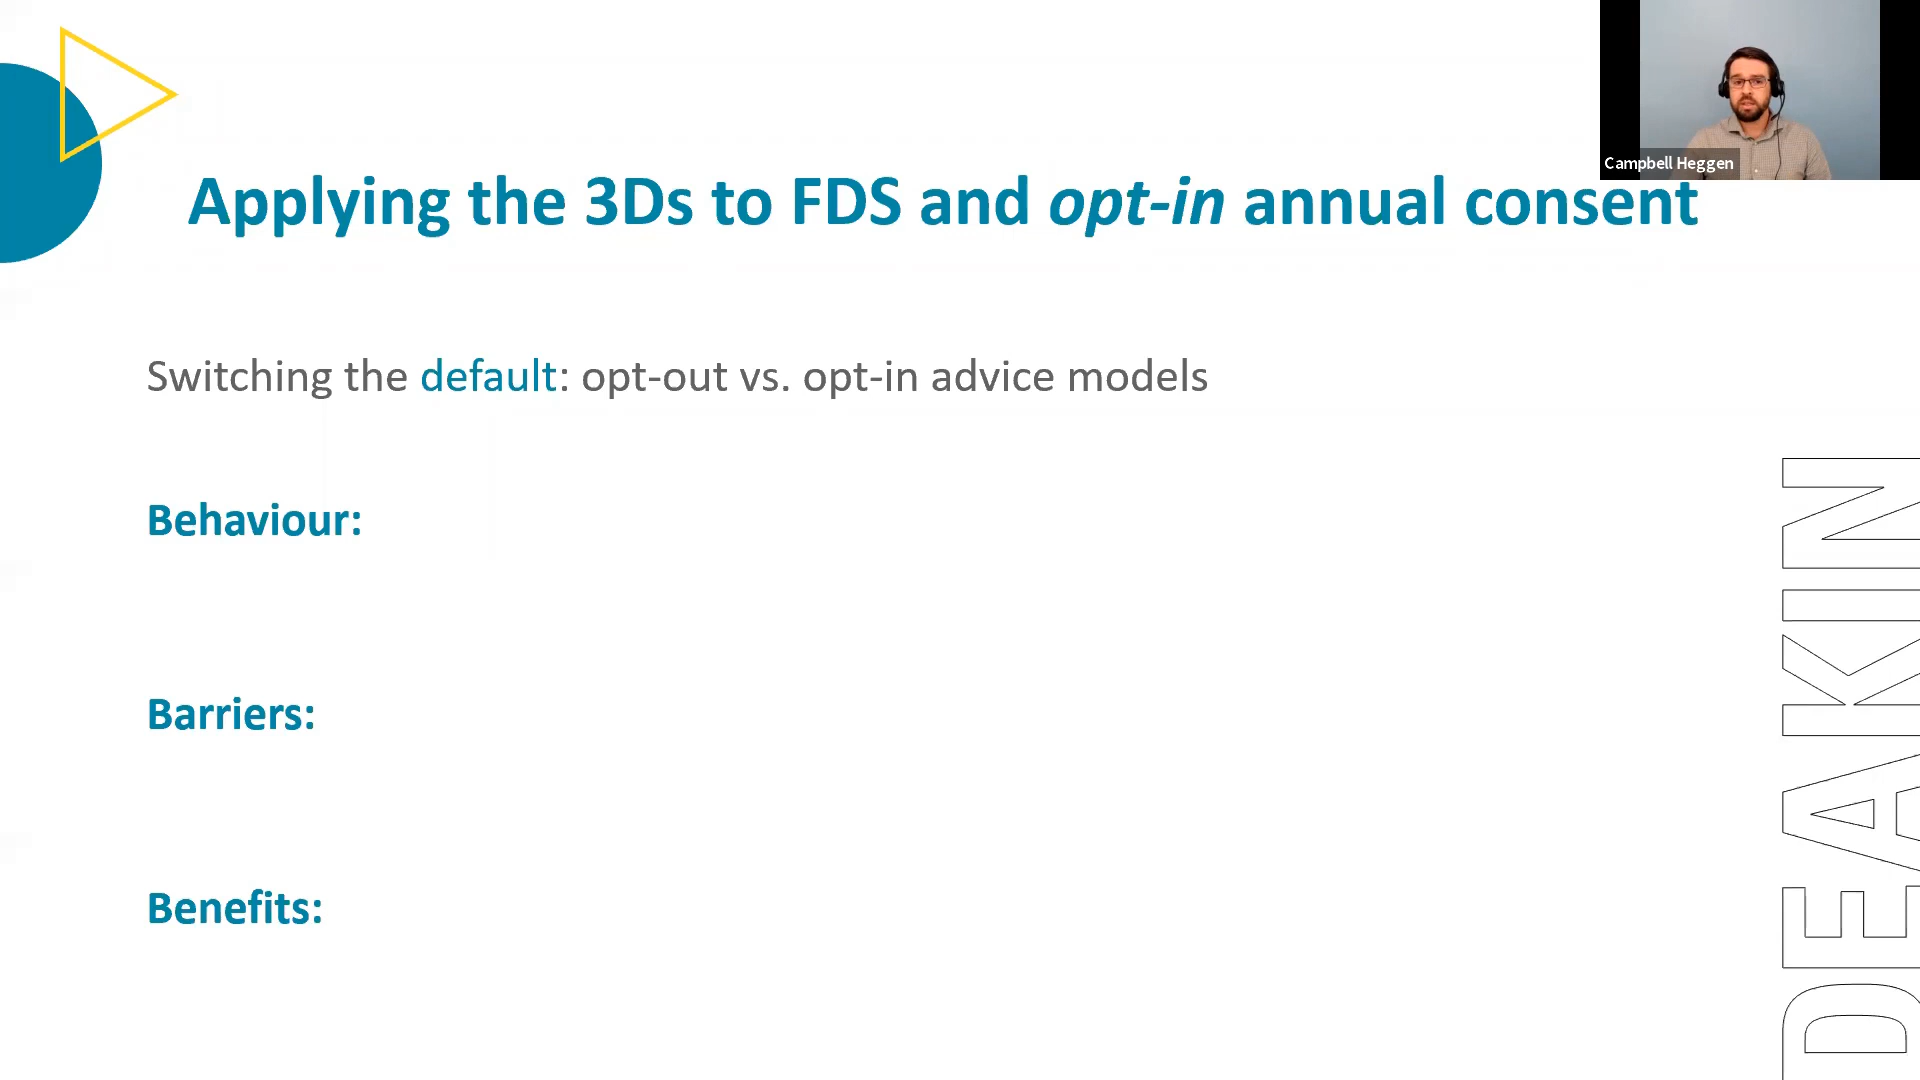 Campbell Heggen
Applying the 3Ds to FDS and opt-in annual consent
Switching the default: opt-out vs. opt-in advice models
Behaviour:
Barriers:
Benefits:
DEAKIN